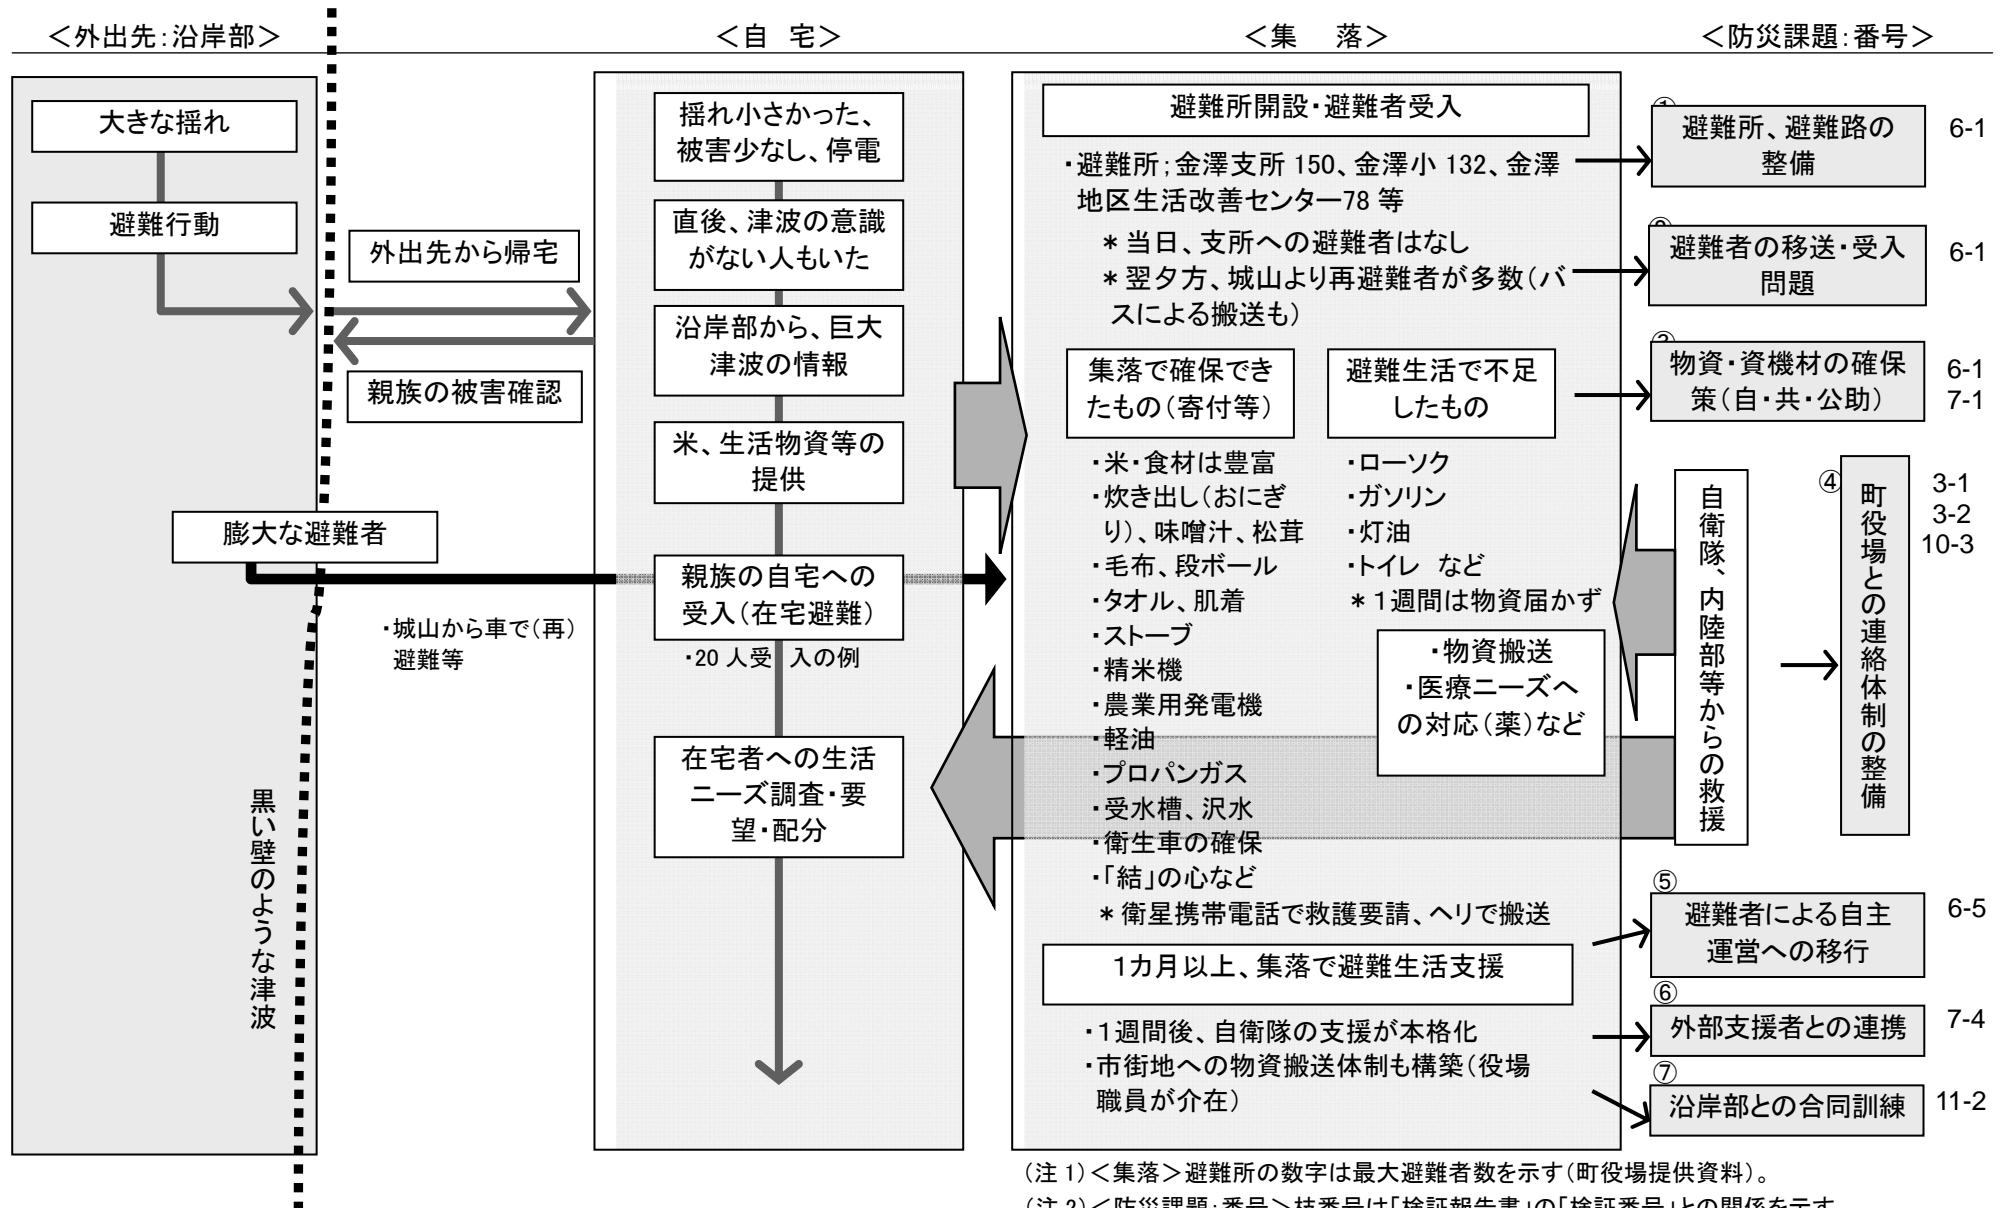 ＜外出先:沿岸部＞
＜自　宅＞
＜集　落＞
＜防災課題:番号＞
大きな揺れ
避難行動
外出先から帰宅
親族の被害確認
膨大な避難者
・城山から車で(再)
避難等
黒い壁のような津波
揺れ小さかった、
被害少なし、停電
直後、津波の意識
がない人もいた
沿岸部から、巨大
津波の情報
米、生活物資等の
提供
親族の自宅への
受入(在宅避難)
・20 人受 入の例
在宅者への生活
ニーズ調査・要
望・配分
避難所開設・避難者受入
・避難所;金澤支所 150、金澤小 132、金澤
地区生活改善センター78 等
＊当日、支所への避難者はなし
＊翌夕方、城山より再避難者が多数(バ
スによる搬送も)
集落で確保でき
たもの(寄付等)
・米・食材は豊富
・炊き出し(おにぎ
り)、味噌汁、松茸
・毛布、段ボール
・タオル、肌着
・ストーブ
・精米機
・農業用発電機
・軽油
・プロパンガス
・受水槽、沢水
・衛生車の確保
・「結」の心など
＊衛星携帯電話で救護要請、ヘリで搬送
避難生活で不足
したもの
・ローソク
・ガソリン
・灯油
・トイレ など
＊1週間は物資届かず
・物資搬送
・医療ニーズへ
の対応(薬)など
1カ月以上、集落で避難生活支援
・1週間後、自衛隊の支援が本格化
・市街地への物資搬送体制も構築(役場
職員が介在)
自衛隊、内陸部等からの救援
避難所、避難路の
整備
6-1
避難者の移送・受入
問題
6-1
物資・資機材の確保
策(自・共・公助)
6-1
7-1
④
町役場との連絡体制の整備
3-1
3-2
10-3
⑤
避難者による自主
運営への移行
6-5
⑥
外部支援者との連携
7-4
⑦
沿岸部との合同訓練
11-2
(注 1)＜集落＞避難所の数字は最大避難者数を示す(町役場提供資料)。
(注 2)＜防災課題:番号＞枝番号は「検証報告書」の「検証番号」との関係を示す